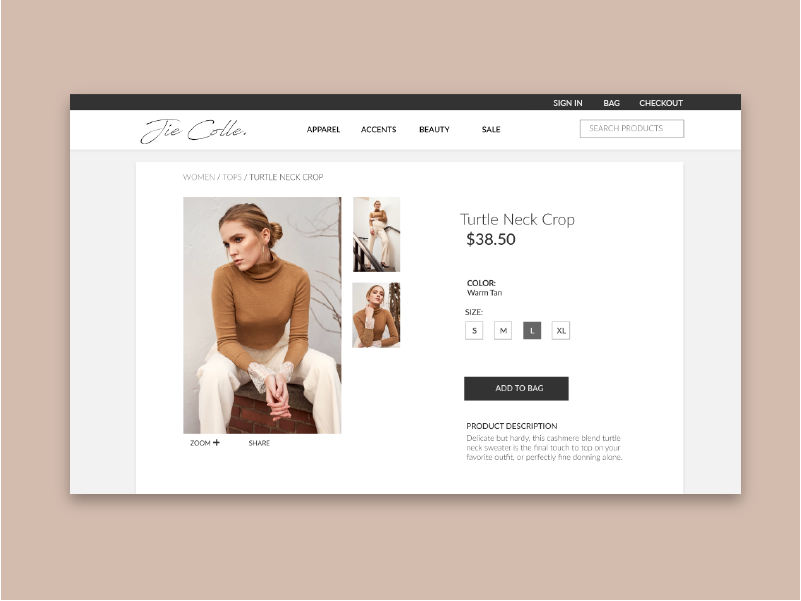 SIGN IN BAG CHECKOUT
Jie Colle.
APPAREL ACCENTS BEAUTY SALE
SEARCH PRODUCTS
WOMEN / TOPS / TURTLE NECK CROP
Turtle Neck Crop
$38.50
COLOR:
Warm Tan
SIZE:
S M L XL
ADD TO BAG
ZOOM + SHARE
PRODUCT DESCRIPTION
Delicate but hardy, this cashmere blend turtle
neck sweater is the final touch to top on your
favorite outfit, or perfectly fine donning alone.